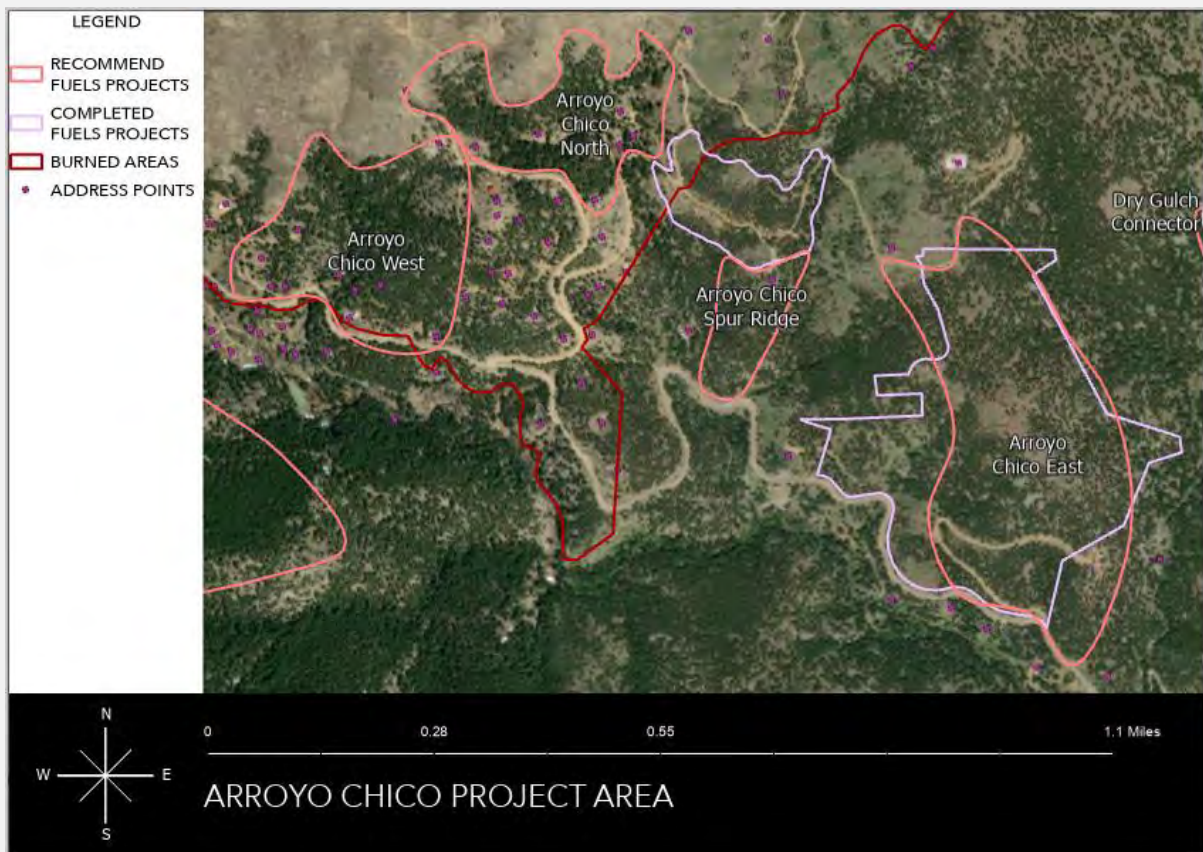 LEGEND
RECOMMEND
FUELS PROJECTS
COMPLETED
FUELS PROJECTS
BURNED AREAS
ADDRESS POINTS
Arroyo
Chico
North
Arroyo
Chico West
Arroyo Chico
Spur Ridge
Dry Gulch
Connector
Arroyo
Chico East
N
W
E
S
0
0.28
0.55
1.1 Miles
ARROYO CHICO PROJECT AREA